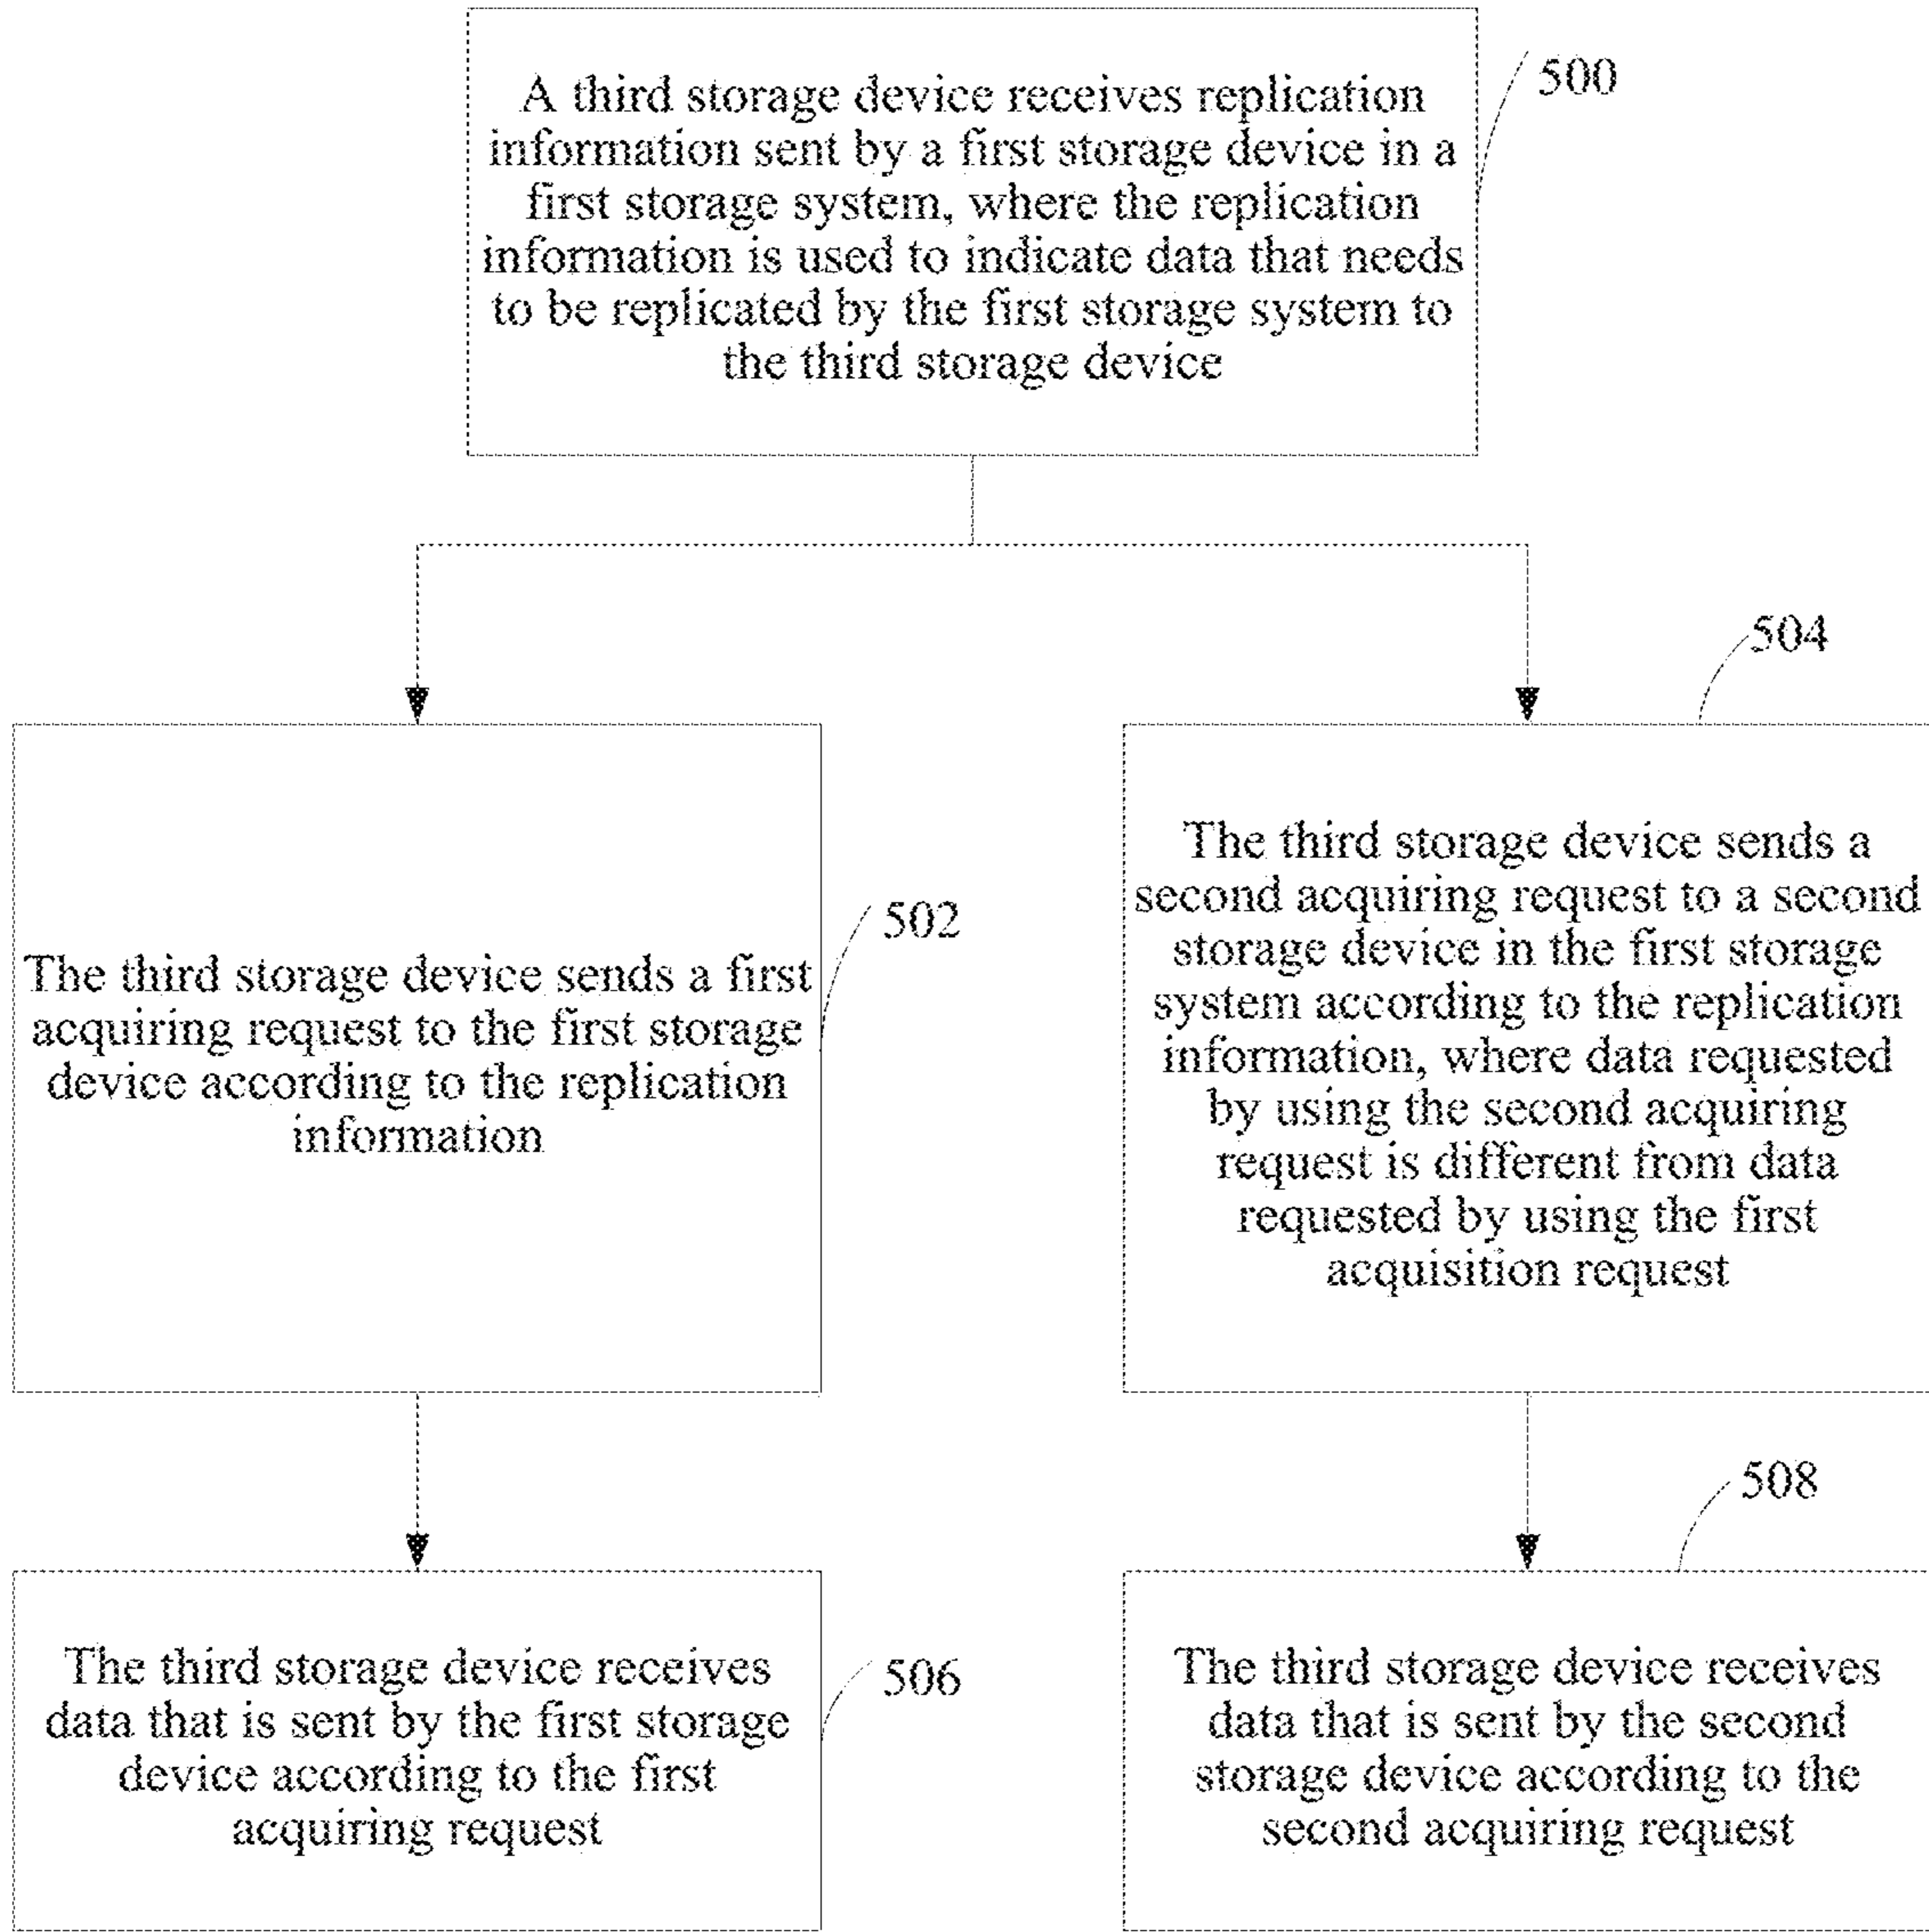 A third storage device receives replication
information sent by a first storage device in a
first storage system, where the replication
information is used to indicate data that needs
to be replicated by the first storage system to
the third storage device
500
The third storage device sends a first
acquiring request to the first storage
device according to the replication
information
502
504
The third storage device sends a
second acquiring request to a second
storage device in the first storage
system according to the replication
information, where data requested
by using the second acquiring
request is different from data
requested by using the first
acquisition request
The third storage device receives
data that is sent by the first storage
device according to the first
acquiring request
506
508
The third storage device receives
data that is sent by the second
storage device according to the
second acquiring request